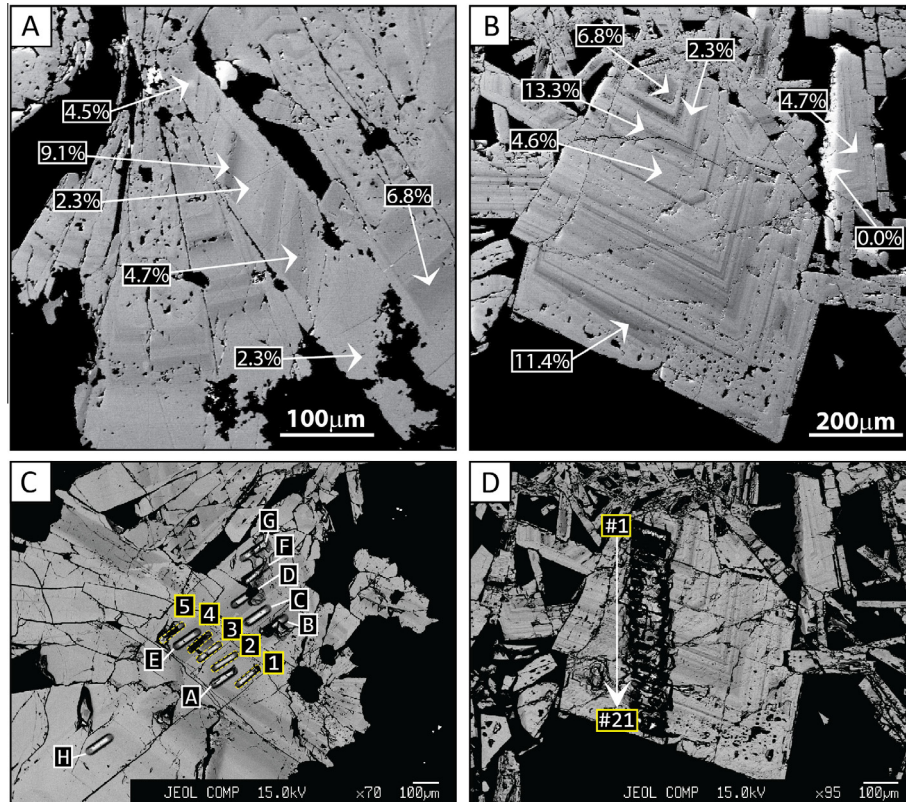 A
4.5%
9.1%
2.3%
6.8%
4.7%
2.3%
100μm
B
6.8%
2.3%
13.3%
4.7%
4.6%
0.0%
11.4%
200μm
C
G
F
D
C
B
5
4
3
2
1
E
A
H
JEOL COMP 15.0kV x70 100μm
D
#1
#21
JEOL COMP 15.0kV x95 100μm